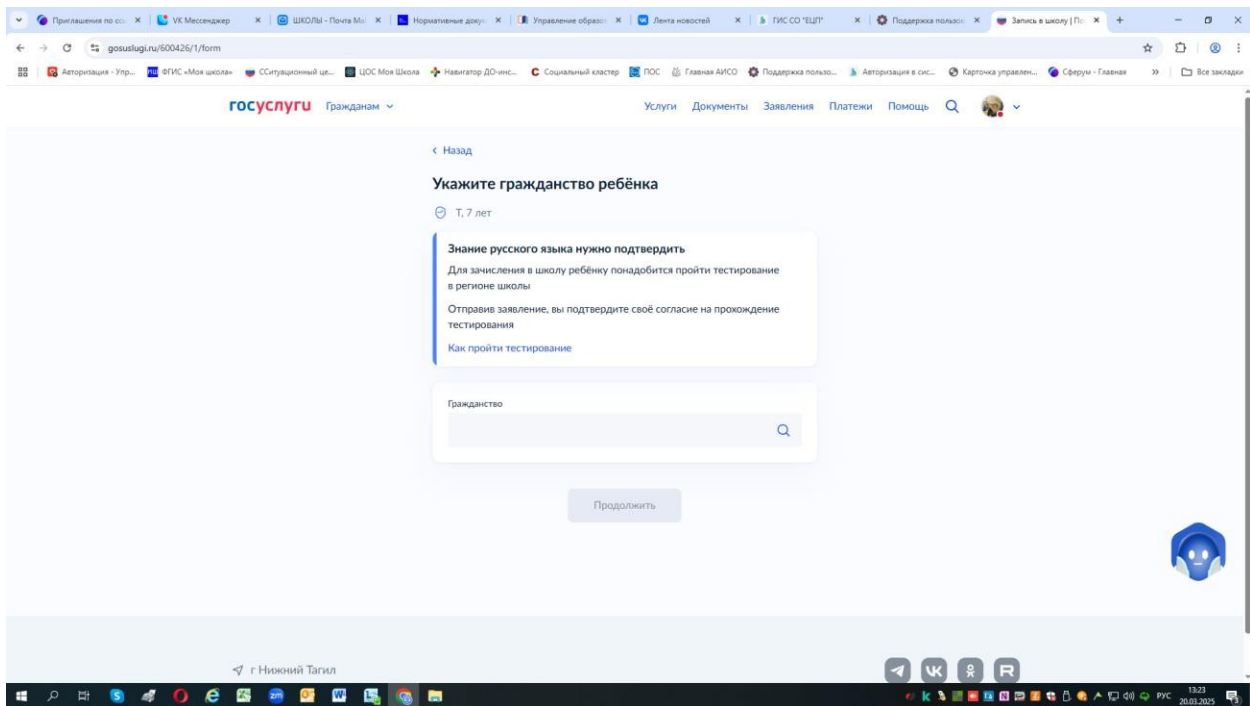 Приглашения по сс
VK Мессенджер
ШКОЛЫ - Почта Ma
Нормативные докум
Управление образо
Лента новостей
ГИС СО "ЕЦП"
Поддержка пользо
Запись в школу | По
gosuslugi.ru/600426/1/form
Авторизация - Упр...
ФГИС «Моя школа»
ССитуационный це...
ЦОС Моя Школа
Навигатор ДО-инс...
Социальный кластер
ПОС
Главная АИСО
Поддержка пользо...
Авторизация в сис...
Карточка управлен...
Сферум - Главная
Все закладки
госуслуги Гражданам
Услуги Документы Заявления Платежи Помощь
Назад
Укажите гражданство ребёнка
Т, 7 лет
Знание русского языка нужно подтвердить
Для зачисления в школу ребёнку понадобится пройти тестирование
в регионе школы
Отправив заявление, вы подтвердите своё согласие на прохождение
тестирования
Как пройти тестирование
Гражданство
Продолжить
г Нижний Тагил
РУС
13:23
20.03.2025